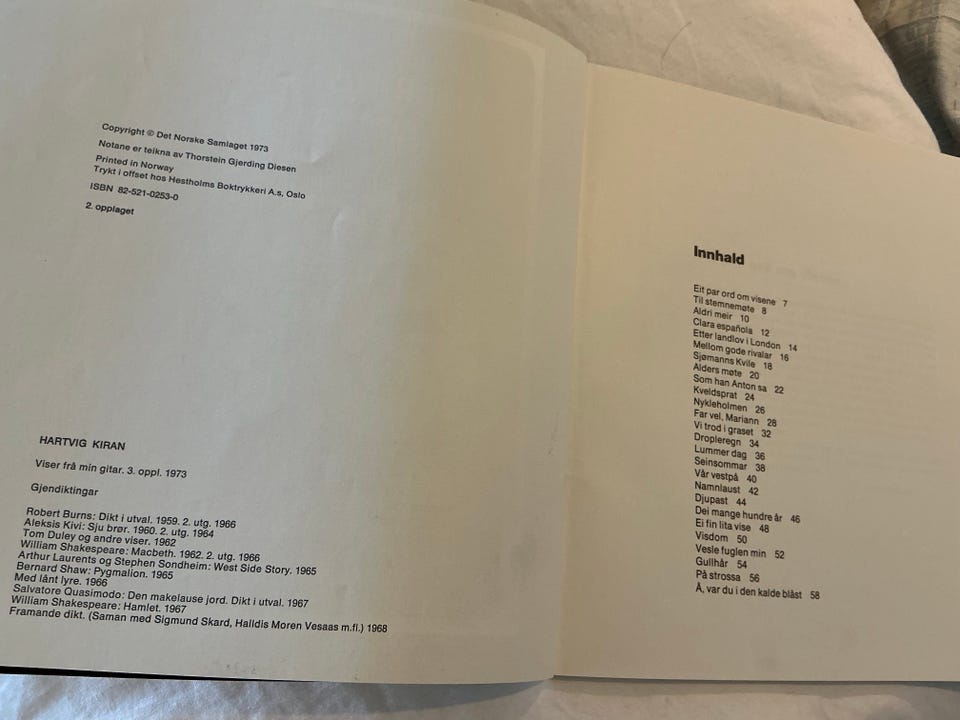 Copyright © Det Norske Samlaget 1973
Notane er teikna av Thorstein Gjerding Diesen
Printed in Norway
Trykt i offset hos Hestholms Boktrykkeri A.s, Oslo
ISBN 82-521-0253-0
2. opplaget
HARTVIG KIRAN
Viser frå min gitar. 3. oppl. 1973
Gjendiktingar
Robert Burns: Dikt i utval. 1959. 2. utg. 1966
Aleksis Kivi: Sju brør. 1960. 2. utg. 1964
Tom Duley og andre viser. 1962
William Shakespeare: Macbeth. 1962. 2. utg. 1966
Arthur Laurents og Stephen Sondheim: West Side Story. 1965
Bernard Shaw: Pygmalion. 1965
Med lånt lyre. 1966
Salvatore Quasimodo: Den makelause jord. Dikt i utval. 1967
William Shakespeare: Hamlet. 1967
Framande dikt. (Saman med Sigmund Skard, Halldis Moren Vesaas m.fl.) 1968
Innhald
Eit par ord om visene 7
Til stemnemøte 8
Aldri meir 10
Clara española 12
Etter landlov i London 14
Mellom gode rivalar 16
Sjømanns Kvile 18
Alders møte 20
Som han Anton sa 22
Kveldsprat 24
Nykleholmen 26
Far vel, Mariann 28
Vi trod i graset 32
Dropleregn 34
Lummer dag 36
Seinsommar 38
Vår vestpå 40
Namnlaust 42
Djupast 44
Dei mange hundre år 46
Ei fin lita vise 48
Visdom 50
Vesle fuglen min 52
Gullhår 54
På strossa 56
Å, var du i den kalde blåst 58